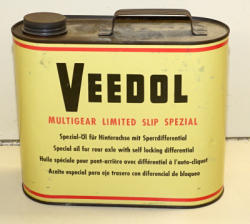 VEEDOL
MULTIGEAR LIMITED SLIP SPEZIAL
Spezial-Öl für Hinterachse mit Sperrdifferential
Special oil for rear axle with self locking differential
Huile spéciale pour pont-arrière avec différentiel à l'auto-cliquet
Aceite especial para eje trasero con diferencial de bloqueo